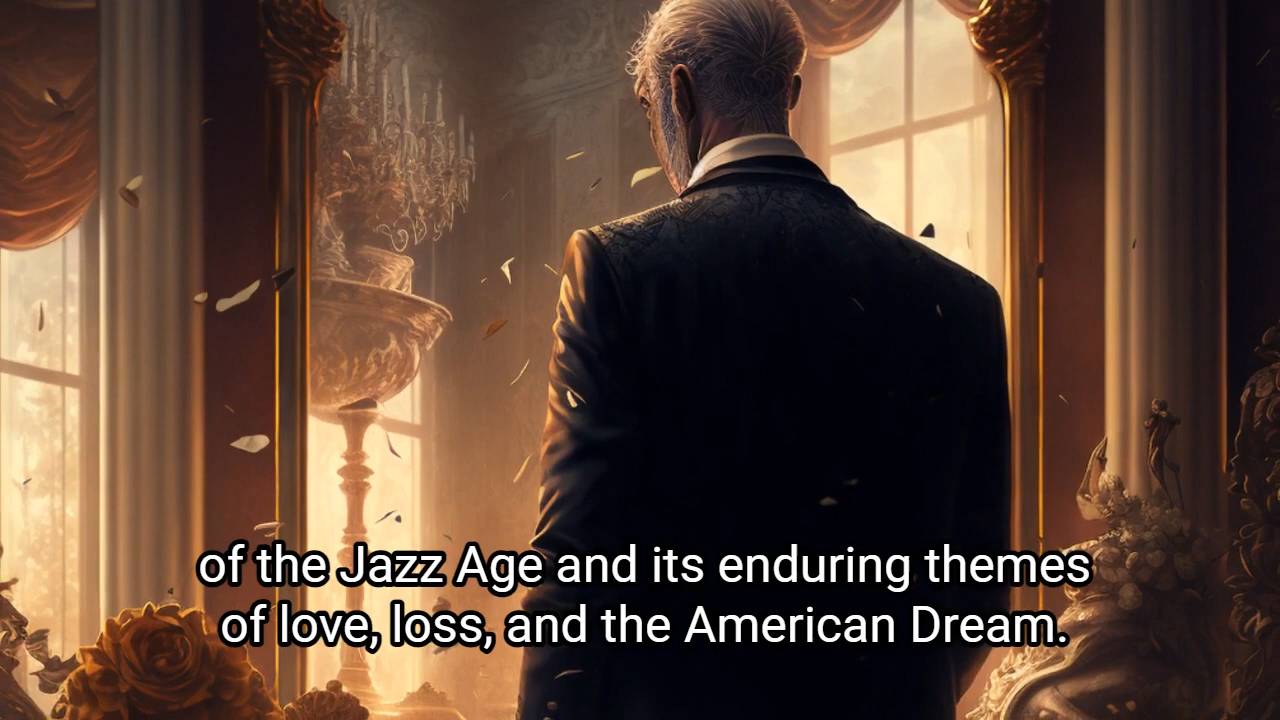 of the Jazz Age and its enduring themes
of love, loss, and the American Dream.